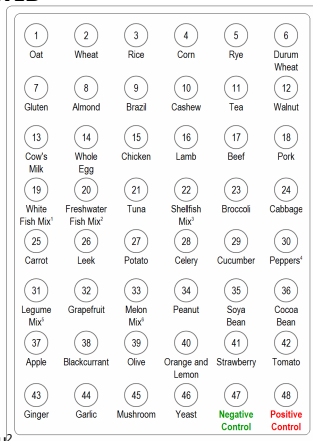 1 2 3 4 5 6
Oat Wheat Rice Corn Rye Durum
Wheat
7 8 9 10 11 12
Gluten Almond Brazil Cashew Tea Walnut
13 14 15 16 17 18
Cow's Whole Chicken Lamb Beef Pork
Milk Egg
19 20 21 22 23 24
White Freshwater Tuna Shellfish Broccoli Cabbage
Fish Mix¹ Fish Mix² Mix³
25 26 27 28 29 30
Carrot Leek Potato Celery Cucumber Peppers⁴
31 32 33 34 35 36
Legume Grapefruit Melon Peanut Soya Cocoa
Mix⁵ Mix⁶ Bean Bean
37 38 39 40 41 42
Apple Blackcurrant Olive Orange and Strawberry Tomato
Lemon
43 44 45 46 47 48
Ginger Garlic Mushroom Yeast Negative Positive
Control Control